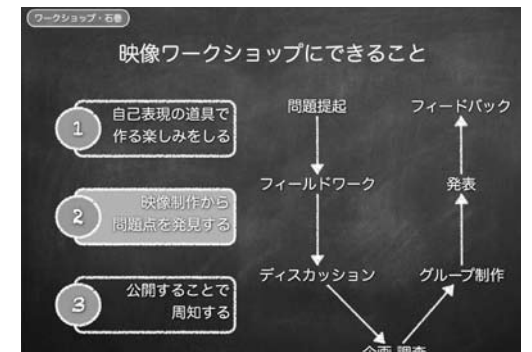 ワークショップ・石巻
映像ワークショップにできること
1
自己表現の道具で
作る楽しみをしる
2
映像制作から
問題点を発見する
3
公開することで
周知する
問題提起
フィールドワーク
ディスカッション
企画・調査
グループ制作
発表
フィードバック